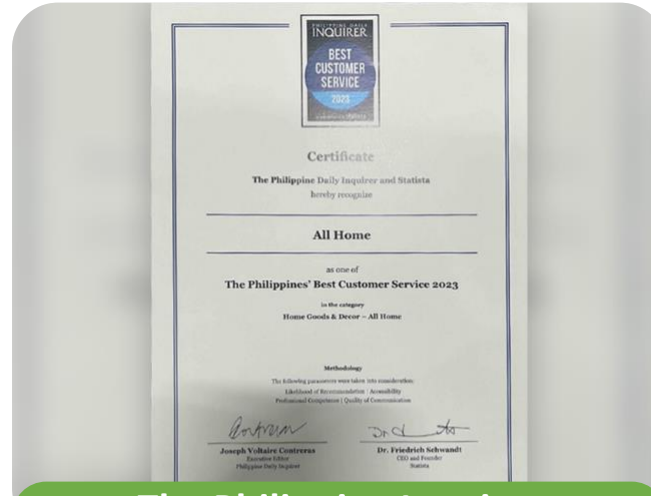 PHILIPPINE DAILY
INQUIRER
BEST
CUSTOMER
SERVICE
2023
Certificate
The Philippine Daily Inquirer and Statista
hereby recognize
All Home
as one of
The Philippines' Best Customer Service 2023
in the category
Home Goods & Decor – All Home
Methodology
The following parameters were taken into consideration:
Likelihood of Recommendation | Accessibility
Professional Competence | Quality of Communication
Joseph Voltaire Contreras
Executive Editor
Philippine Daily Inquirer
Dr. Friedrich Schwandt
CEO and Founder
Statista